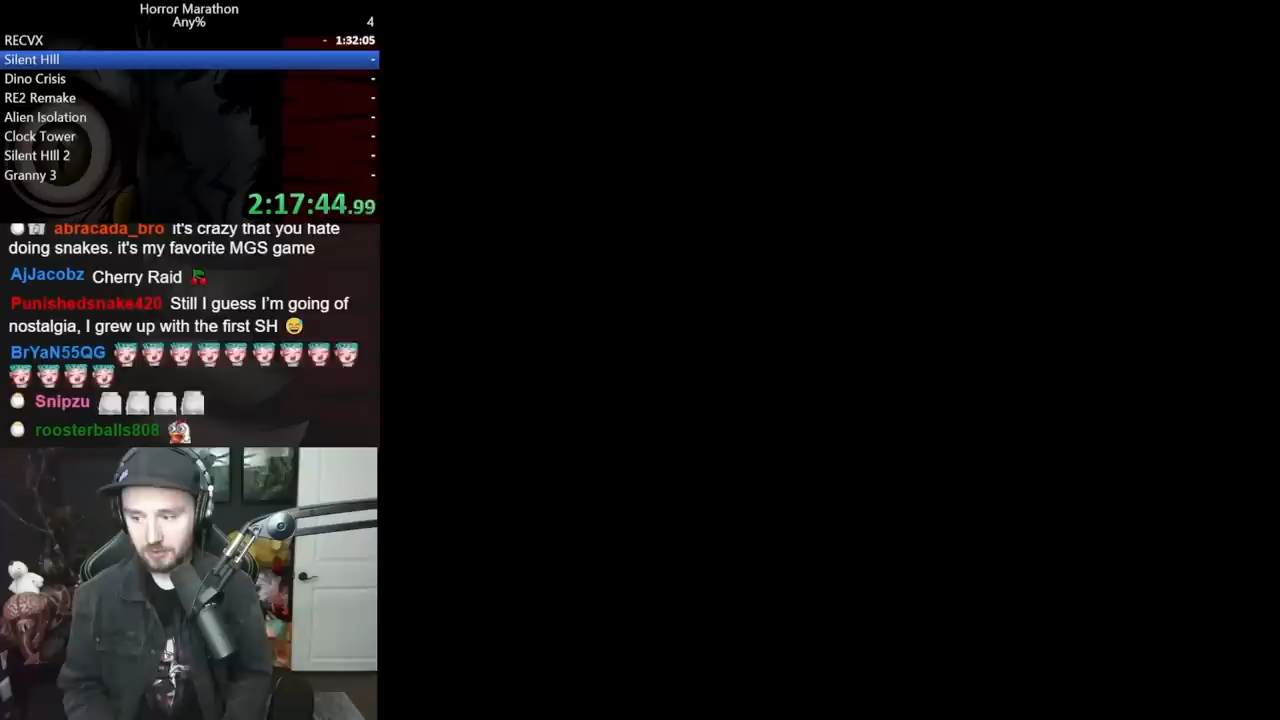 Horror Marathon
Any%
4
RECVX - 1:32:05
Silent HIll -
Dino Crisis -
RE2 Remake -
Alien Isolation -
Clock Tower -
Silent HIll 2 -
Granny 3 -
2:17:44.99
abracada_bro it's crazy that you hate
doing snakes. it's my favorite MGS game
AjJacobz Cherry Raid 🍒
Punishedsnake420 Still I guess I'm going of
nostalgia, I grew up with the first SH 😅
BrYaN55QG
Snipzu
roosterballs808